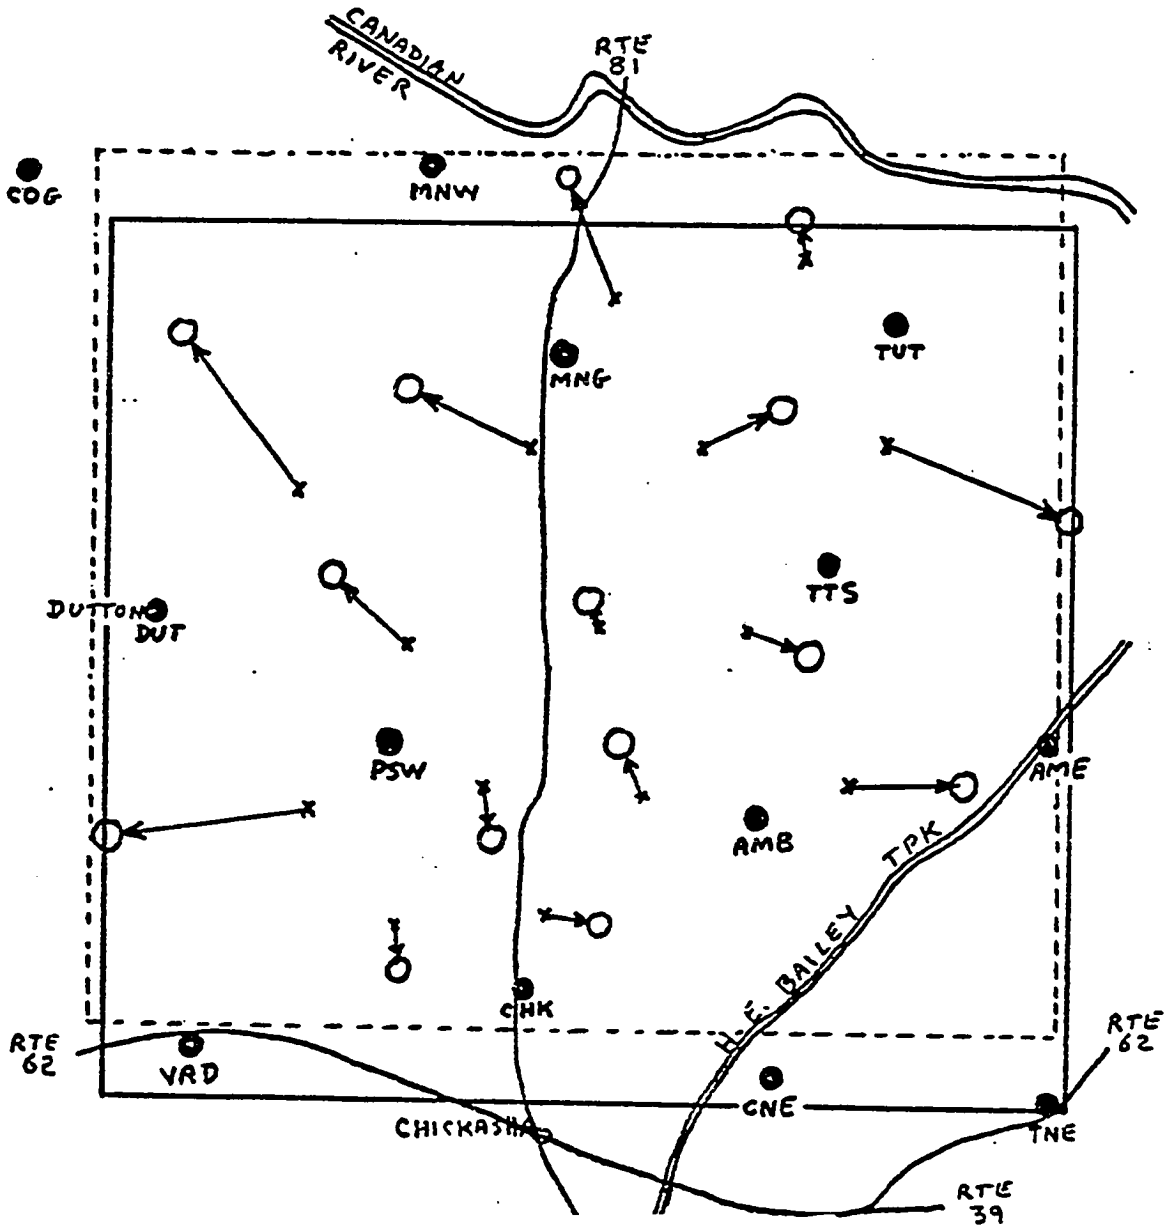 CANADIAN
RIVER
RTE
81
COG
MNW
TUT
MNG
TTS
DUTTON
DUT
PSW
AME
AMB
H. E. BAILEY TPK
CHK
RTE
62
RTE
62
VRD
CNE
CHICKASHA
TNE
RTE
39